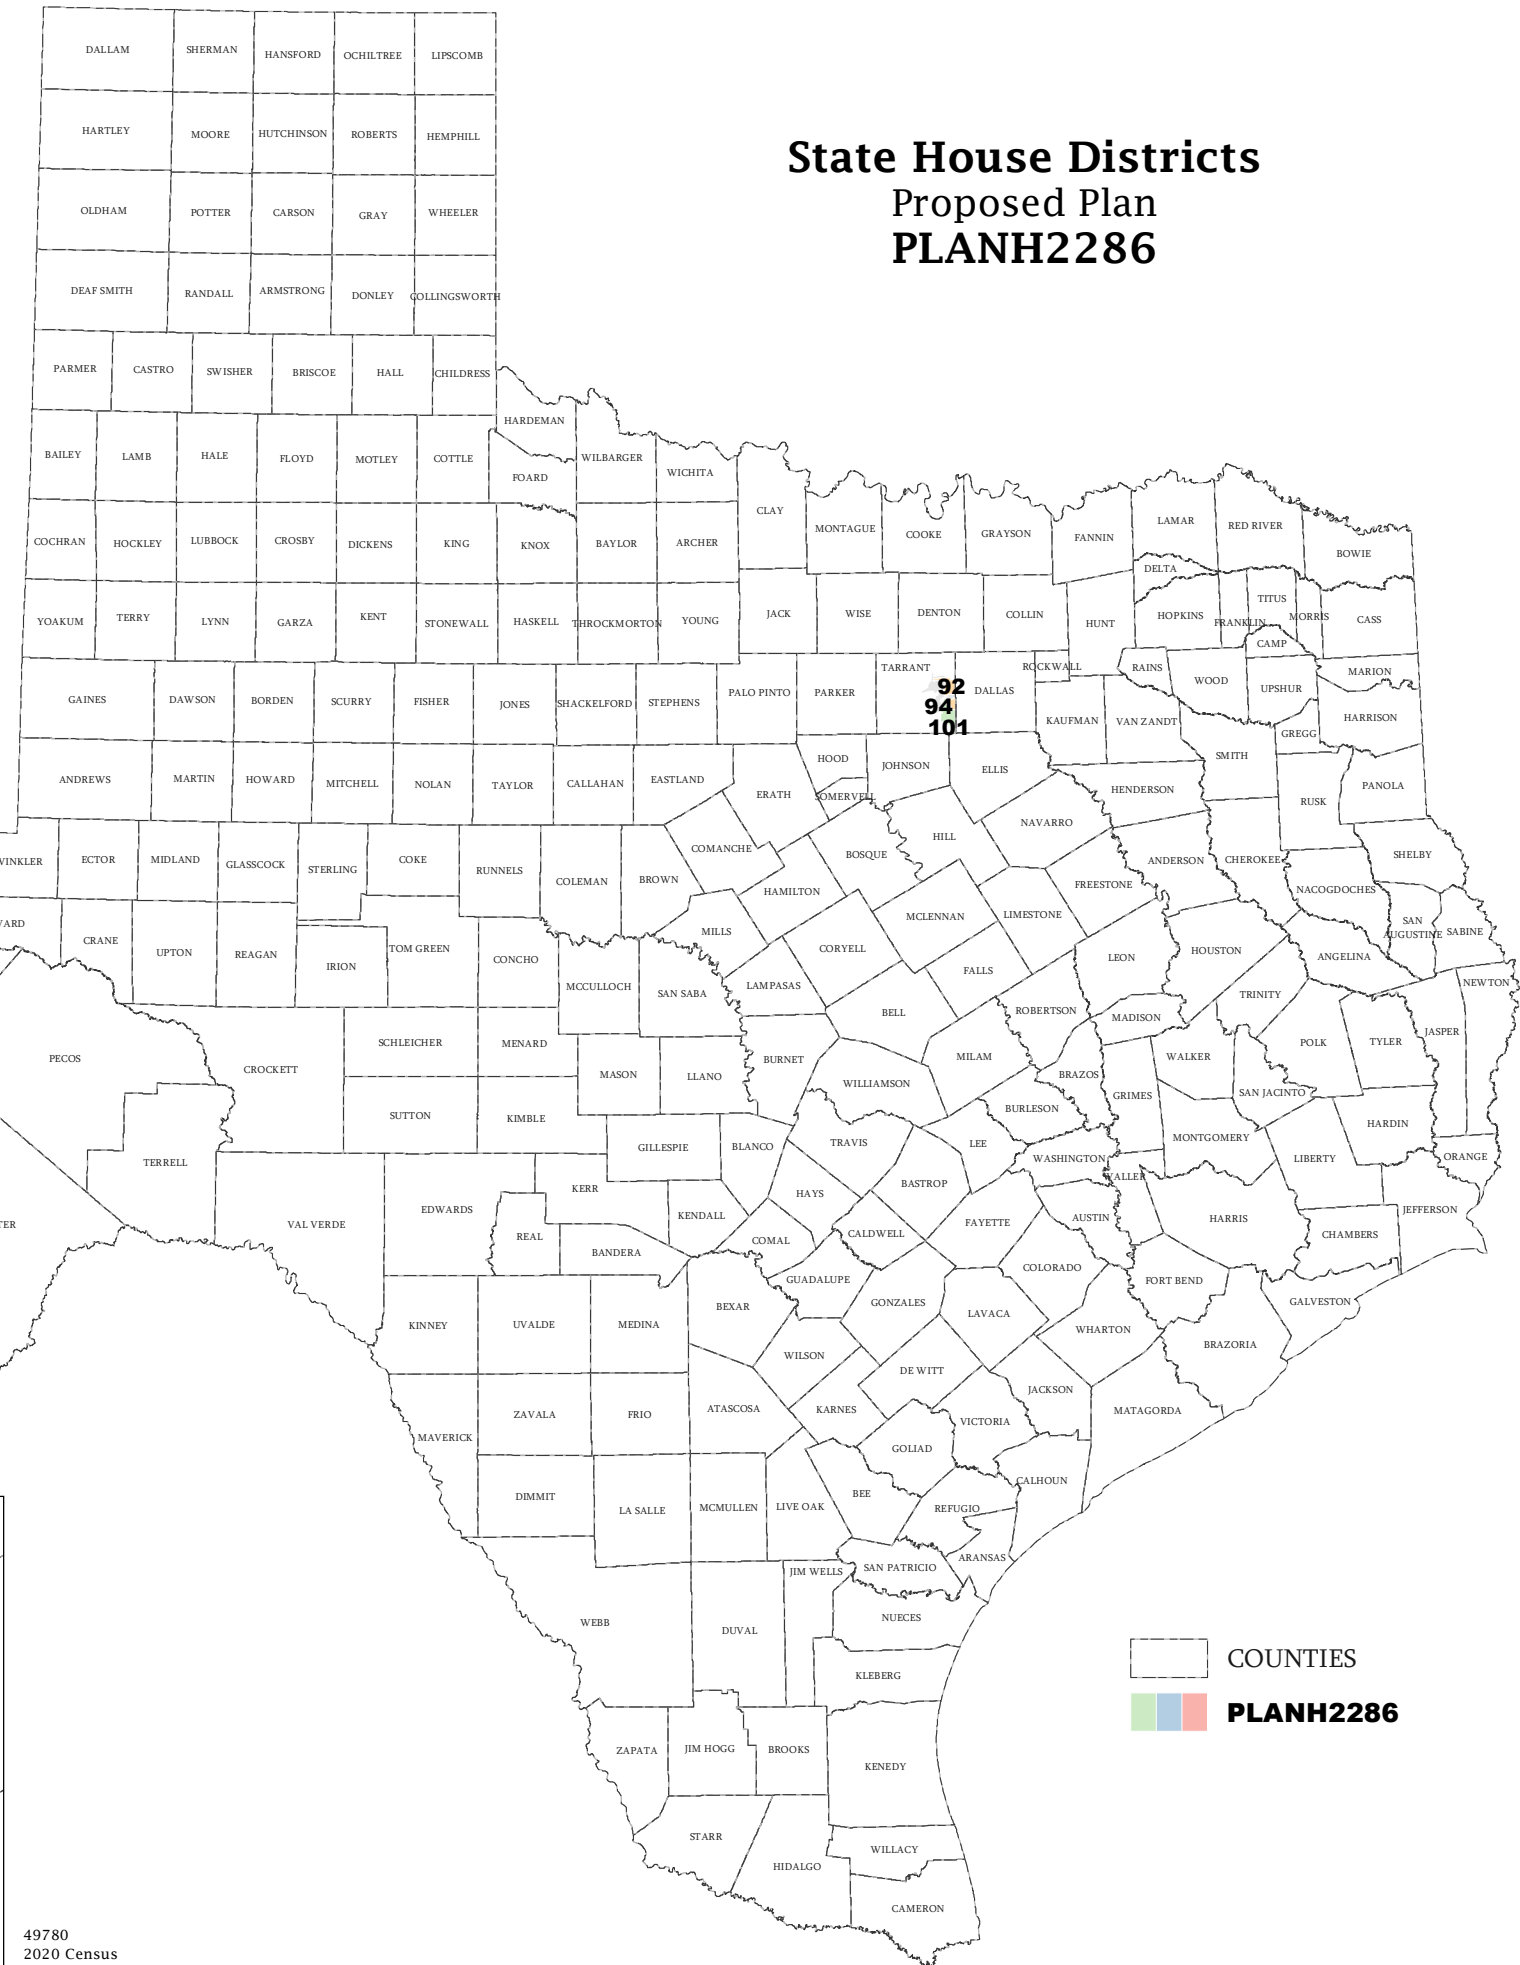 State House Districts
Proposed Plan
PLANH2286
DALLAM
SHERMAN
HANSFORD
OCHILTREE
LIPSCOMB
HARTLEY
MOORE
HUTCHINSON
ROBERTS
HEMPHILL
OLDHAM
POTTER
CARSON
GRAY
WHEELER
DEAF SMITH
RANDALL
ARMSTRONG
DONLEY
COLLINGSWORTH
PARMER
CASTRO
SWISHER
BRISCOE
HALL
CHILDRESS
HARDEMAN
BAILEY
LAMB
HALE
FLOYD
MOTLEY
COTTLE
FOARD
WILBARGER
WICHITA
CLAY
MONTAGUE
COOKE
GRAYSON
FANNIN
LAMAR
RED RIVER
BOWIE
COCHRAN
HOCKLEY
LUBBOCK
CROSBY
DICKENS
KING
KNOX
BAYLOR
ARCHER
DELTA
YOAKUM
TERRY
LYNN
GARZA
KENT
STONEWALL
HASKELL
THROCKMORTON
YOUNG
JACK
WISE
DENTON
COLLIN
HUNT
HOPKINS
FRANKLIN
TITUS
MORRIS
CASS
CAMP
GAINES
DAWSON
BORDEN
SCURRY
FISHER
JONES
SHACKELFORD
STEPHENS
PALO PINTO
PARKER
TARRANT
92
94
101
DALLAS
ROCKWALL
RAINS
WOOD
UPSHUR
MARION
KAUFMAN
VAN ZANDT
GREGG
HARRISON
ANDREWS
MARTIN
HOWARD
MITCHELL
NOLAN
TAYLOR
CALLAHAN
EASTLAND
ERATH
HOOD
SOMERVELL
JOHNSON
ELLIS
HENDERSON
SMITH
RUSK
PANOLA
WINKLER
ECTOR
MIDLAND
GLASSCOCK
STERLING
COKE
RUNNELS
COLEMAN
BROWN
COMANCHE
HAMILTON
BOSQUE
HILL
NAVARRO
ANDERSON
CHEROKEE
SHELBY
FREESTONE
NACOGDOCHES
ARD
CRANE
UPTON
REAGAN
IRION
TOM GREEN
CONCHO
MCCULLOCH
SAN SABA
MILLS
LAMPASAS
CORYELL
MCLENNAN
LIMESTONE
FALLS
LEON
HOUSTON
ANGELINA
SAN
AUGUSTINE
SABINE
NEWTON
BELL
ROBERTSON
MADISON
TRINITY
PECOS
CROCKETT
SCHLEICHER
MENARD
MASON
LLANO
BURNET
WILLIAMSON
MILAM
BRAZOS
WALKER
POLK
TYLER
JASPER
SUTTON
KIMBLE
BURLESON
GRIMES
SAN JACINTO
HARDIN
TERRELL
GILLESPIE
BLANCO
TRAVIS
LEE
WASHINGTON
MONTGOMERY
LIBERTY
ORANGE
TER
VAL VERDE
EDWARDS
KERR
KENDALL
HAYS
BASTROP
WALLER
REAL
BANDERA
COMAL
CALDWELL
FAYETTE
AUSTIN
HARRIS
CHAMBERS
JEFFERSON
GUADALUPE
COLORADO
FORT BEND
GALVESTON
KINNEY
UVALDE
MEDINA
BEXAR
GONZALES
LAVACA
WHARTON
BRAZORIA
WILSON
DE WITT
JACKSON
MATAGORDA
MAVERICK
ZAVALA
FRIO
ATASCOSA
KARNES
VICTORIA
GOLIAD
CALHOUN
DIMMIT
LA SALLE
MCMULLEN
LIVE OAK
BEE
REFUGIO
ARANSAS
JIM WELLS
SAN PATRICIO
WEBB
DUVAL
NUECES
KLEBERG
ZAPATA
JIM HOGG
BROOKS
KENEDY
STARR
HIDALGO
WILLACY
CAMERON
COUNTIES
PLANH2286
49780
2020 Census